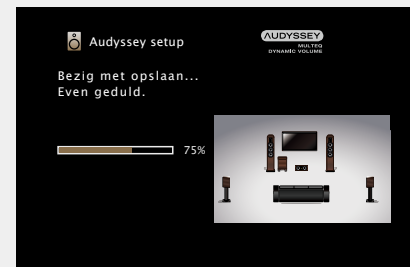 Audyssey setup
AUDYSSEY
MULTEQ
DYNAMIC VOLUME
Bezig met opslaan...
Even geduld.
75%